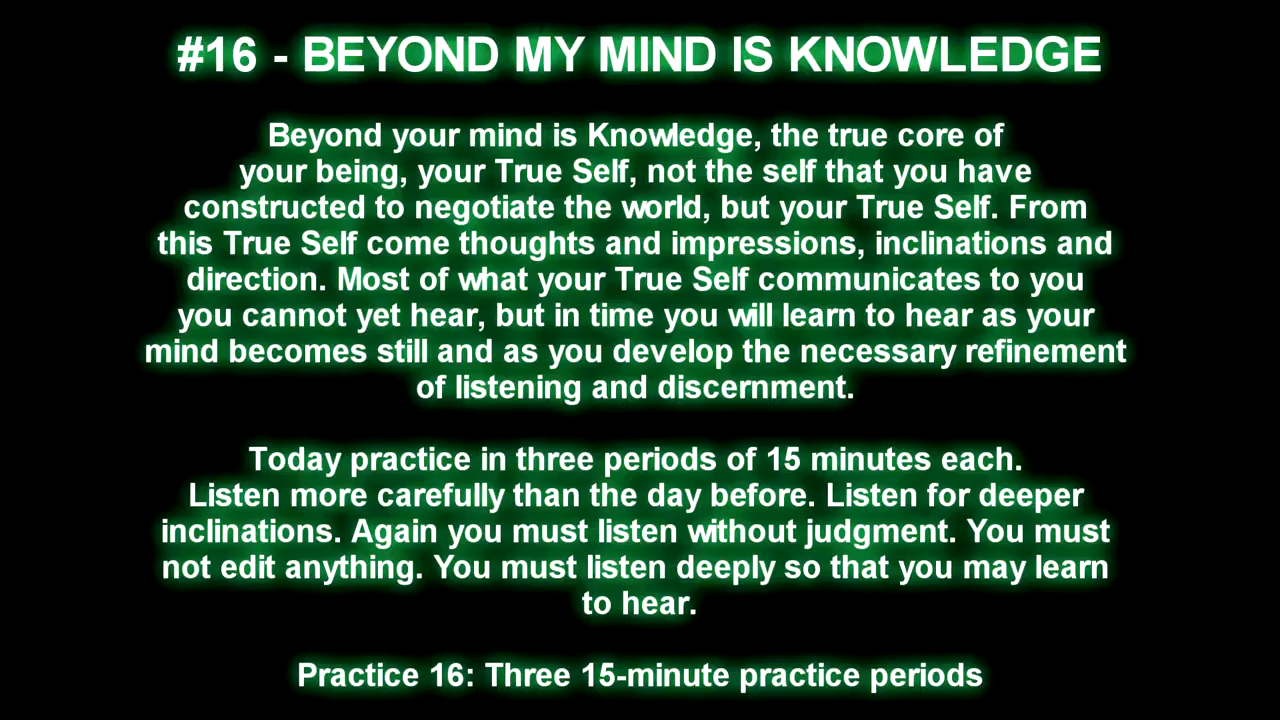 #16 - BEYOND MY MIND IS KNOWLEDGE
Beyond your mind is Knowledge, the true core of
your being, your True Self, not the self that you have
constructed to negotiate the world, but your True Self. From
this True Self come thoughts and impressions, inclinations and
direction. Most of what your True Self communicates to you
you cannot yet hear, but in time you will learn to hear as your
mind becomes still and as you develop the necessary refinement
of listening and discernment.
Today practice in three periods of 15 minutes each.
Listen more carefully than the day before. Listen for deeper
inclinations. Again you must listen without judgment. You must
not edit anything. You must listen deeply so that you may learn
to hear.
Practice 16: Three 15-minute practice periods